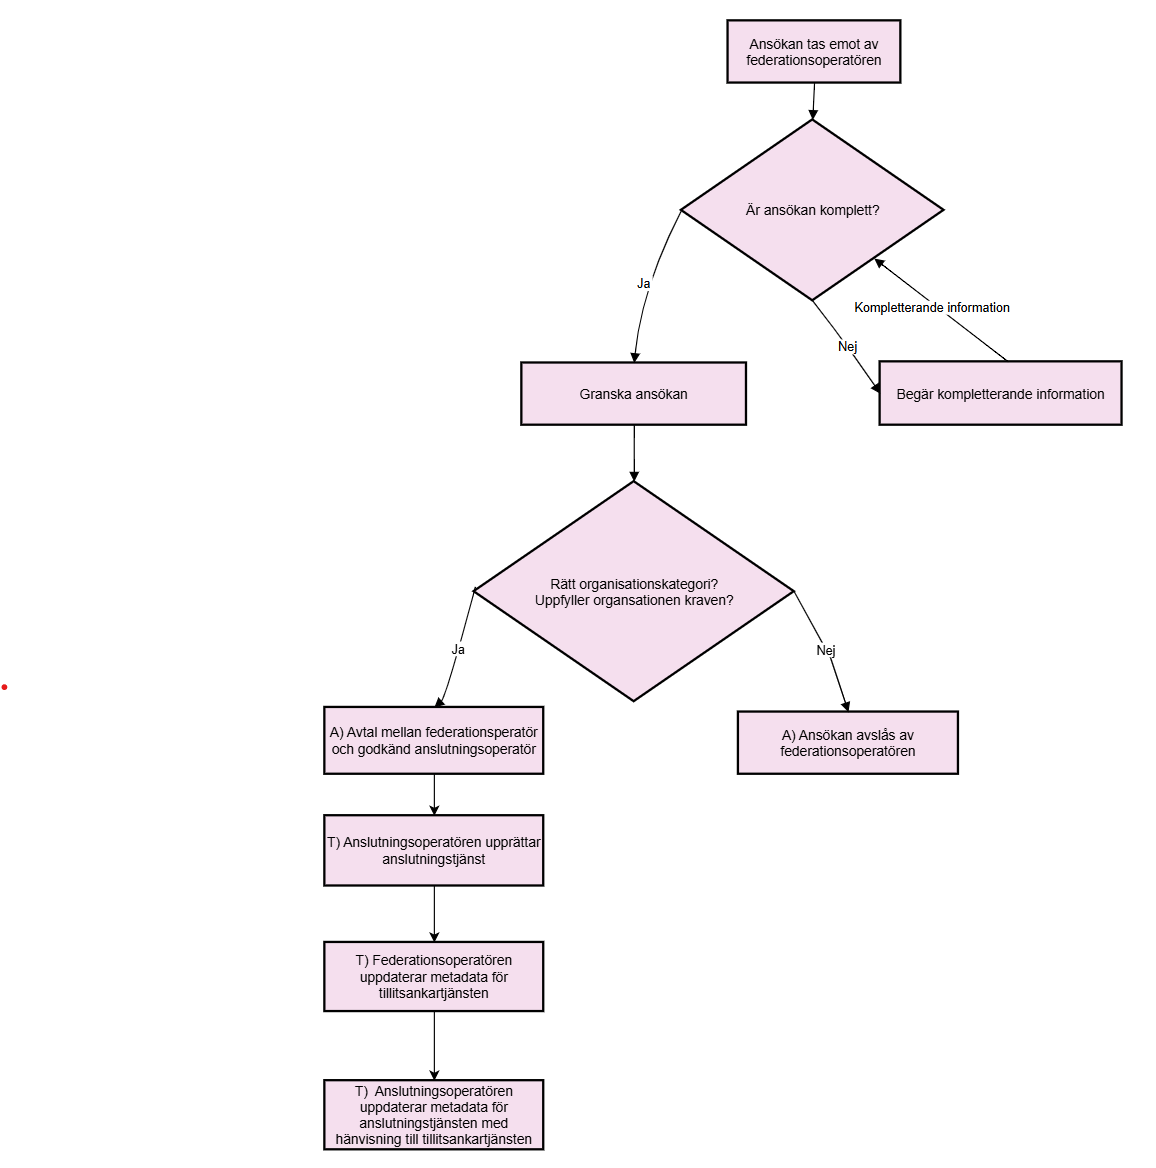 Ansökan tas emot av
federationsoperatören
Är ansökan komplett?
Ja
Kompletterande information
Nej
Granska ansökan
Begär kompletterande information
Rätt organisationskategori?
Uppfyller organsationen kraven?
Ja
Nej
A) Avtal mellan federationsperatör
och godkänd anslutningsoperatör
A) Ansökan avslås av
federationsoperatören
T) Anslutningsoperatören upprättar
anslutningstjänst
T) Federationsoperatören
uppdaterar metadata för
tillitsankartjänsten
T)  Anslutningsoperatören
uppdaterar metadata för
anslutningstjänsten med
hänvisning till tillitsankartjänsten